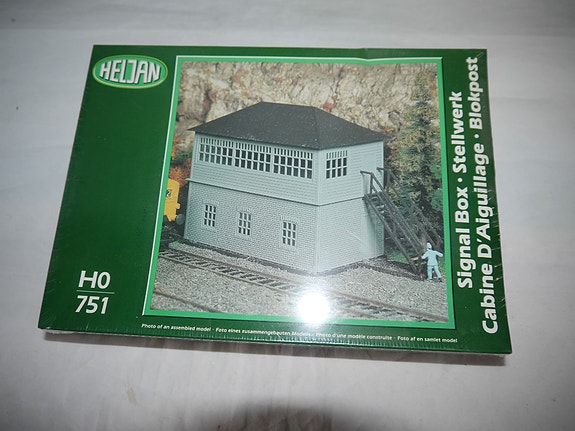 HELJAN
H0
751
Signal Box · Stellwerk
Cabine D'Aiguillage · Blokpost
Photo of an assembled model · Foto eines zusammengebauten Modells · Photo d'une modèle construite · Foto af en samlet model